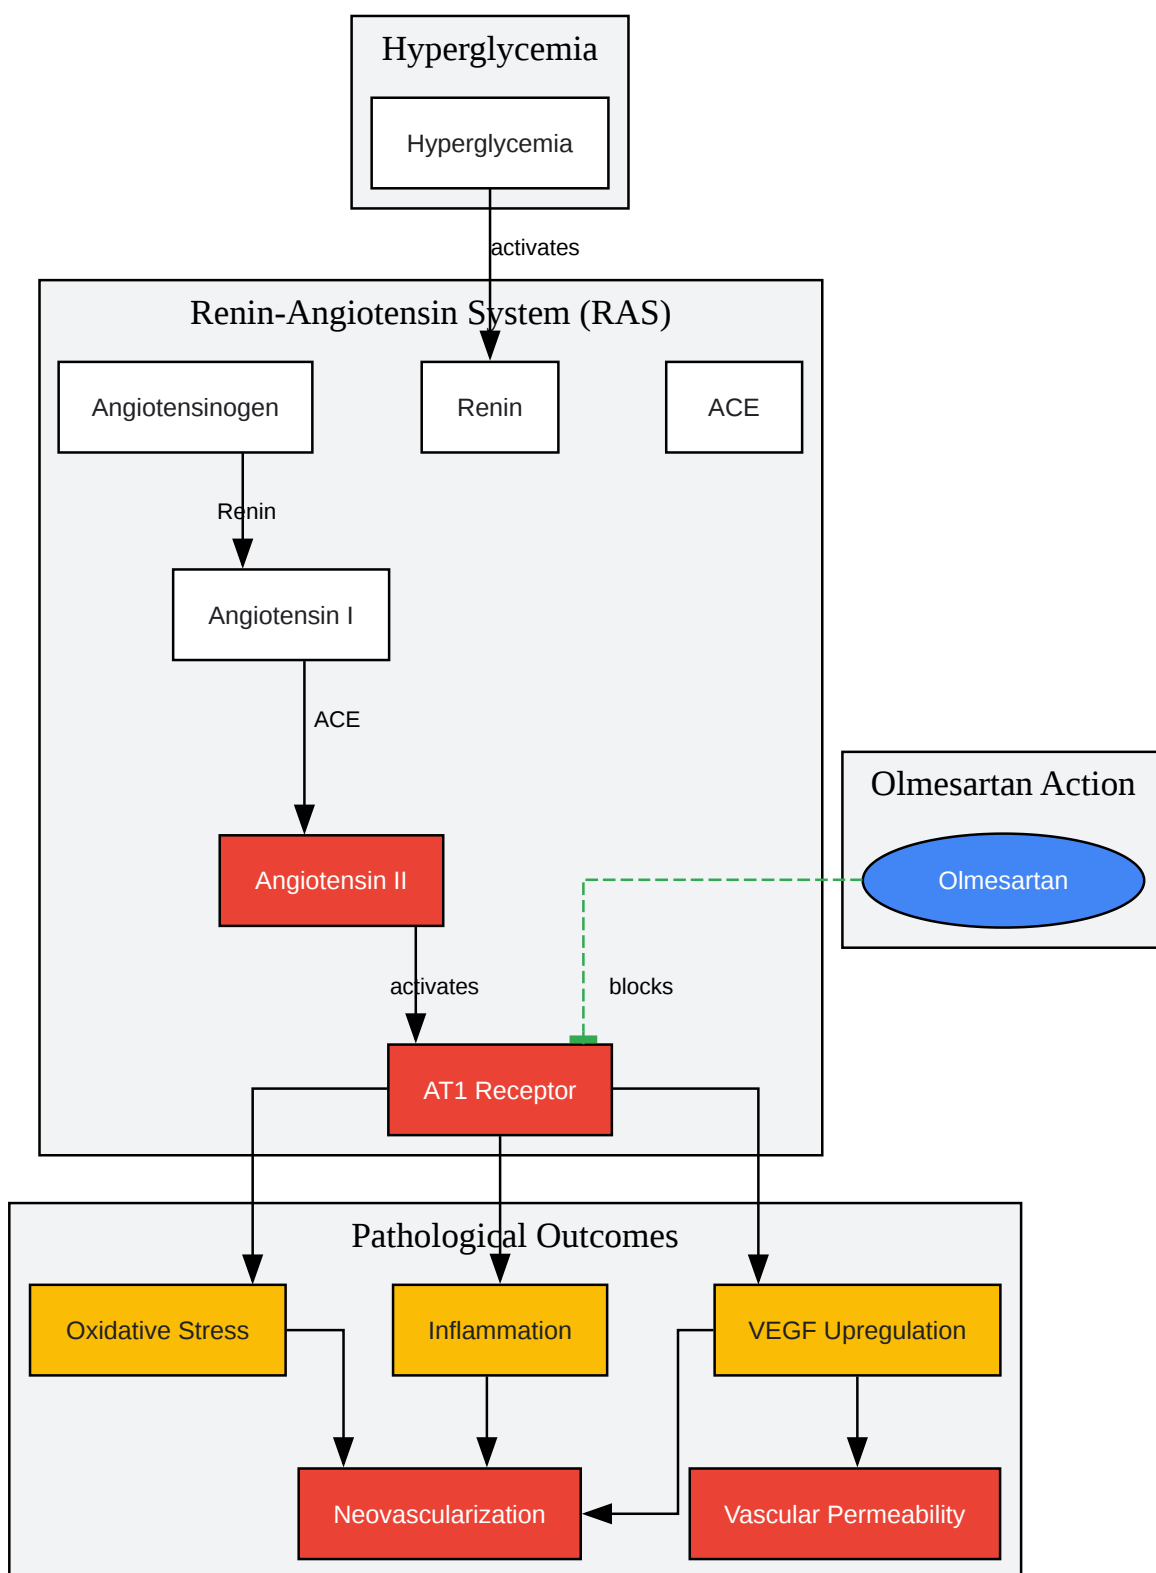 Hyperglycemia
Hyperglycemia
activates
Renin-Angiotensin System (RAS)
Angiotensinogen
Renin
ACE
Renin
Angiotensin I
ACE
Olmesartan Action
Angiotensin II
Olmesartan
activates
blocks
AT1 Receptor
Pathological Outcomes
Oxidative Stress
Inflammation
VEGF Upregulation
Neovascularization
Vascular Permeability